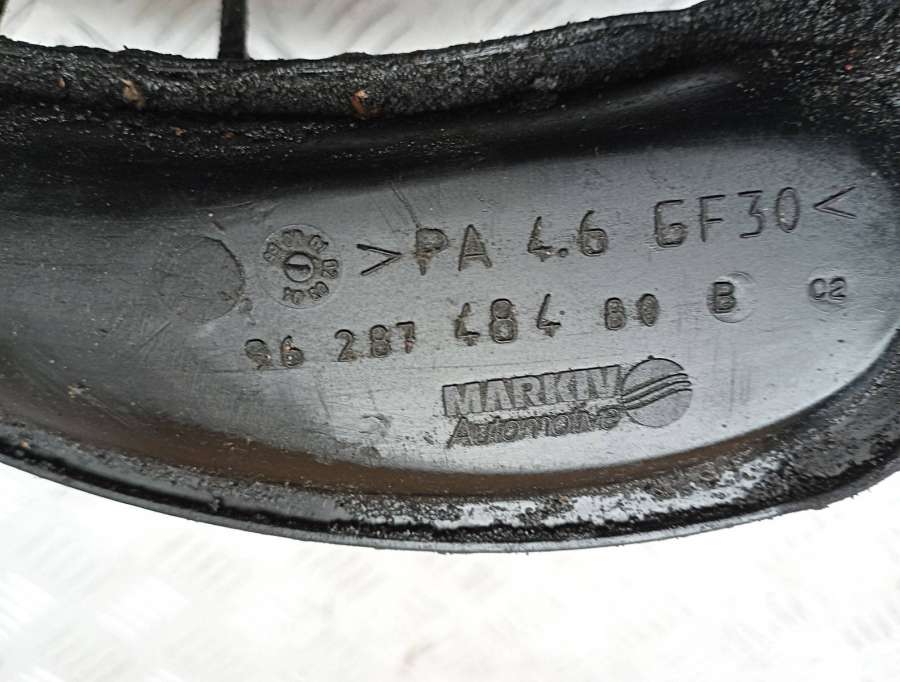 >PA 4.6 GF30<
96 287 484 80 B C2
MARKIV
Automotive